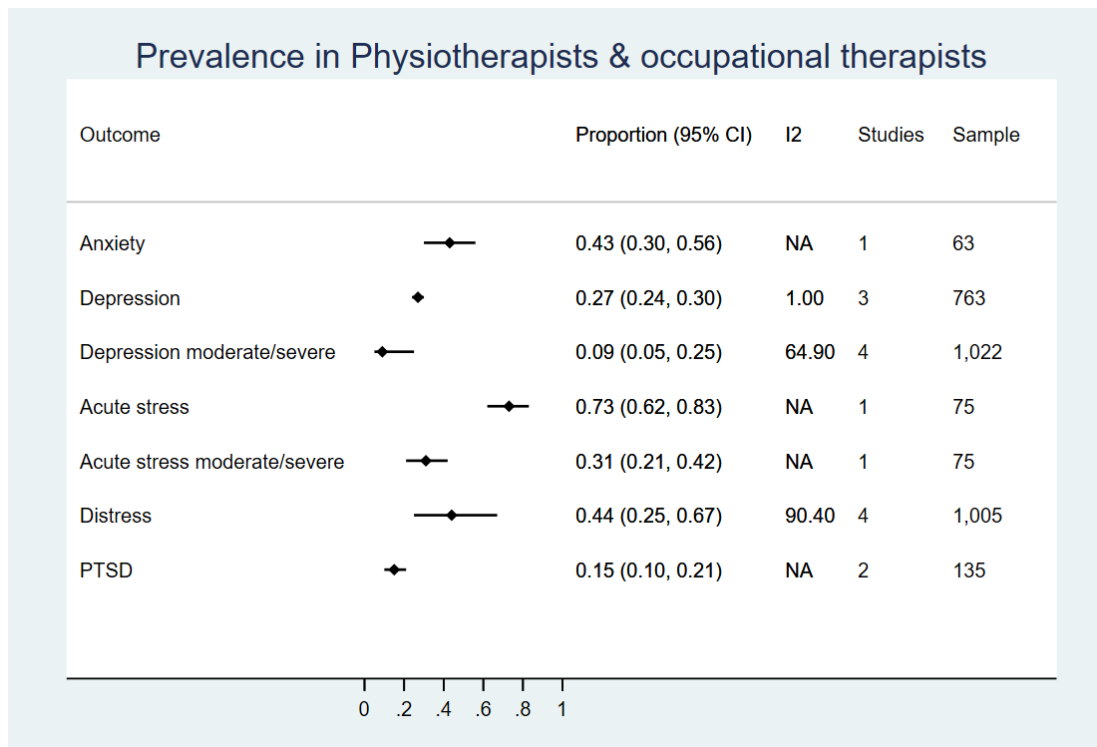 Prevalence in Physiotherapists & occupational therapists
Outcome Proportion (95% CI) I2 Studies Sample
Anxiety 0.43 (0.30, 0.56) NA 1 63
Depression 0.27 (0.24, 0.30) 1.00 3 763
Depression moderate/severe 0.09 (0.05, 0.25) 64.90 4 1,022
Acute stress 0.73 (0.62, 0.83) NA 1 75
Acute stress moderate/severe 0.31 (0.21, 0.42) NA 1 75
Distress 0.44 (0.25, 0.67) 90.40 4 1,005
PTSD 0.15 (0.10, 0.21) NA 2 135
0 .2 .4 .6 .8 1